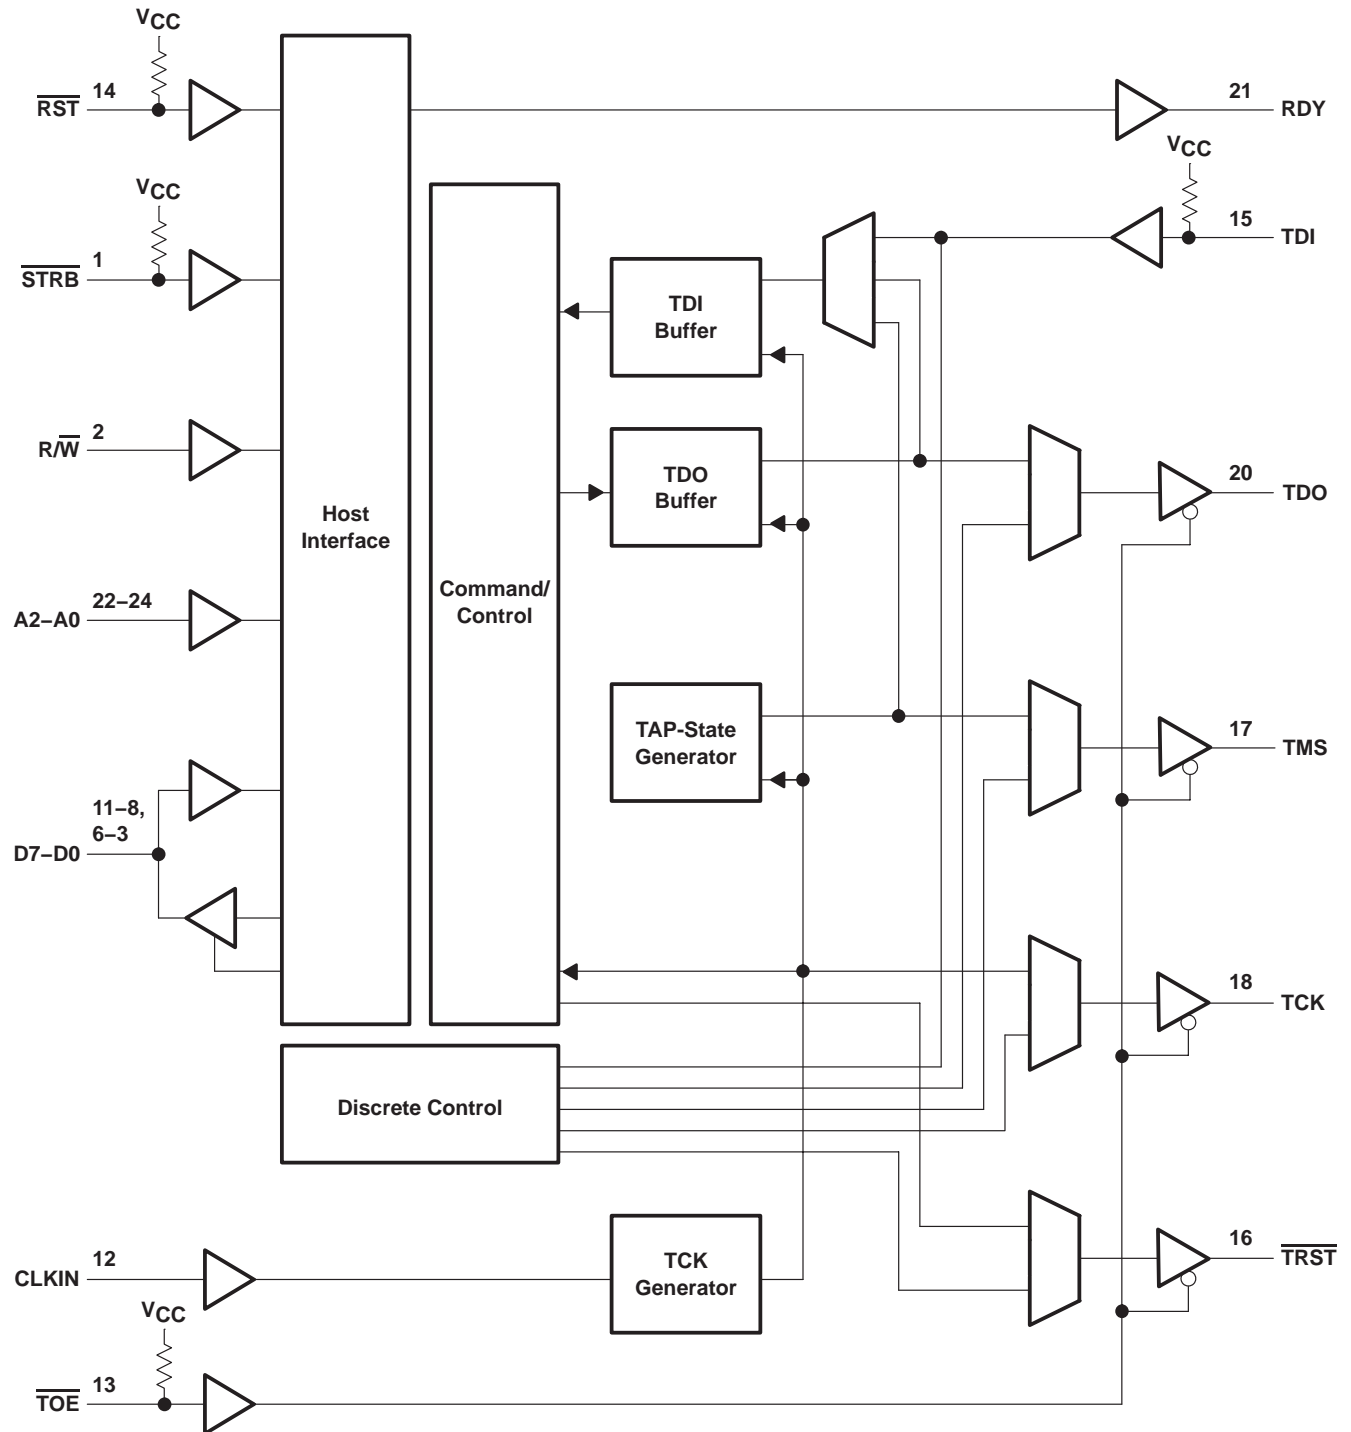 VCC
RST 14
21 RDY
VCC
VCC
STRB 1
15 TDI
TDI
Buffer
R/W 2
TDO
Buffer
20 TDO
Host
Interface
Command/
Control
A2–A0 22–24
TAP-State
Generator
17 TMS
11–8,
6–3
D7–D0
18 TCK
Discrete Control
CLKIN 12
TCK
Generator
16 TRST
VCC
TOE 13